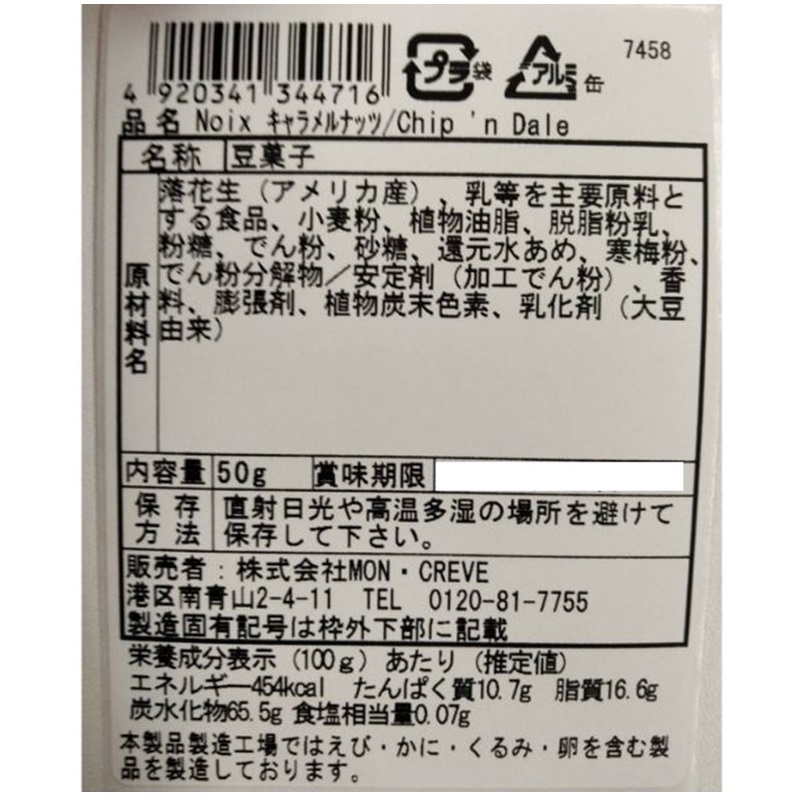 プラ 袋
アルミ 缶
7458
4 920341 344716
品名 Noix キャラメルナッツ/Chip 'n Dale
名称 豆菓子
原材料名
落花生（アメリカ産）、乳等を主要原料と
する食品、小麦粉、植物油脂、脱脂粉乳、
粉糖、でん粉、砂糖、還元水あめ、寒梅粉、
でん粉分解物／安定剤（加工でん粉）、香
料、膨張剤、植物炭末色素、乳化剤（大豆
由来）
内容量 50g 賞味期限
保存方法
直射日光や高温多湿の場所を避けて
保存して下さい。
販売者：株式会社MON・CREVE
港区南青山2-4-11 TEL 0120-81-7755
製造固有記号は枠外下部に記載
栄養成分表示（100g）あたり（推定値）
エネルギー454kcal たんぱく質10.7g 脂質16.6g
炭水化物65.5g 食塩相当量0.07g
本製品製造工場ではえび・かに・くるみ・卵を含む製
品を製造しております。